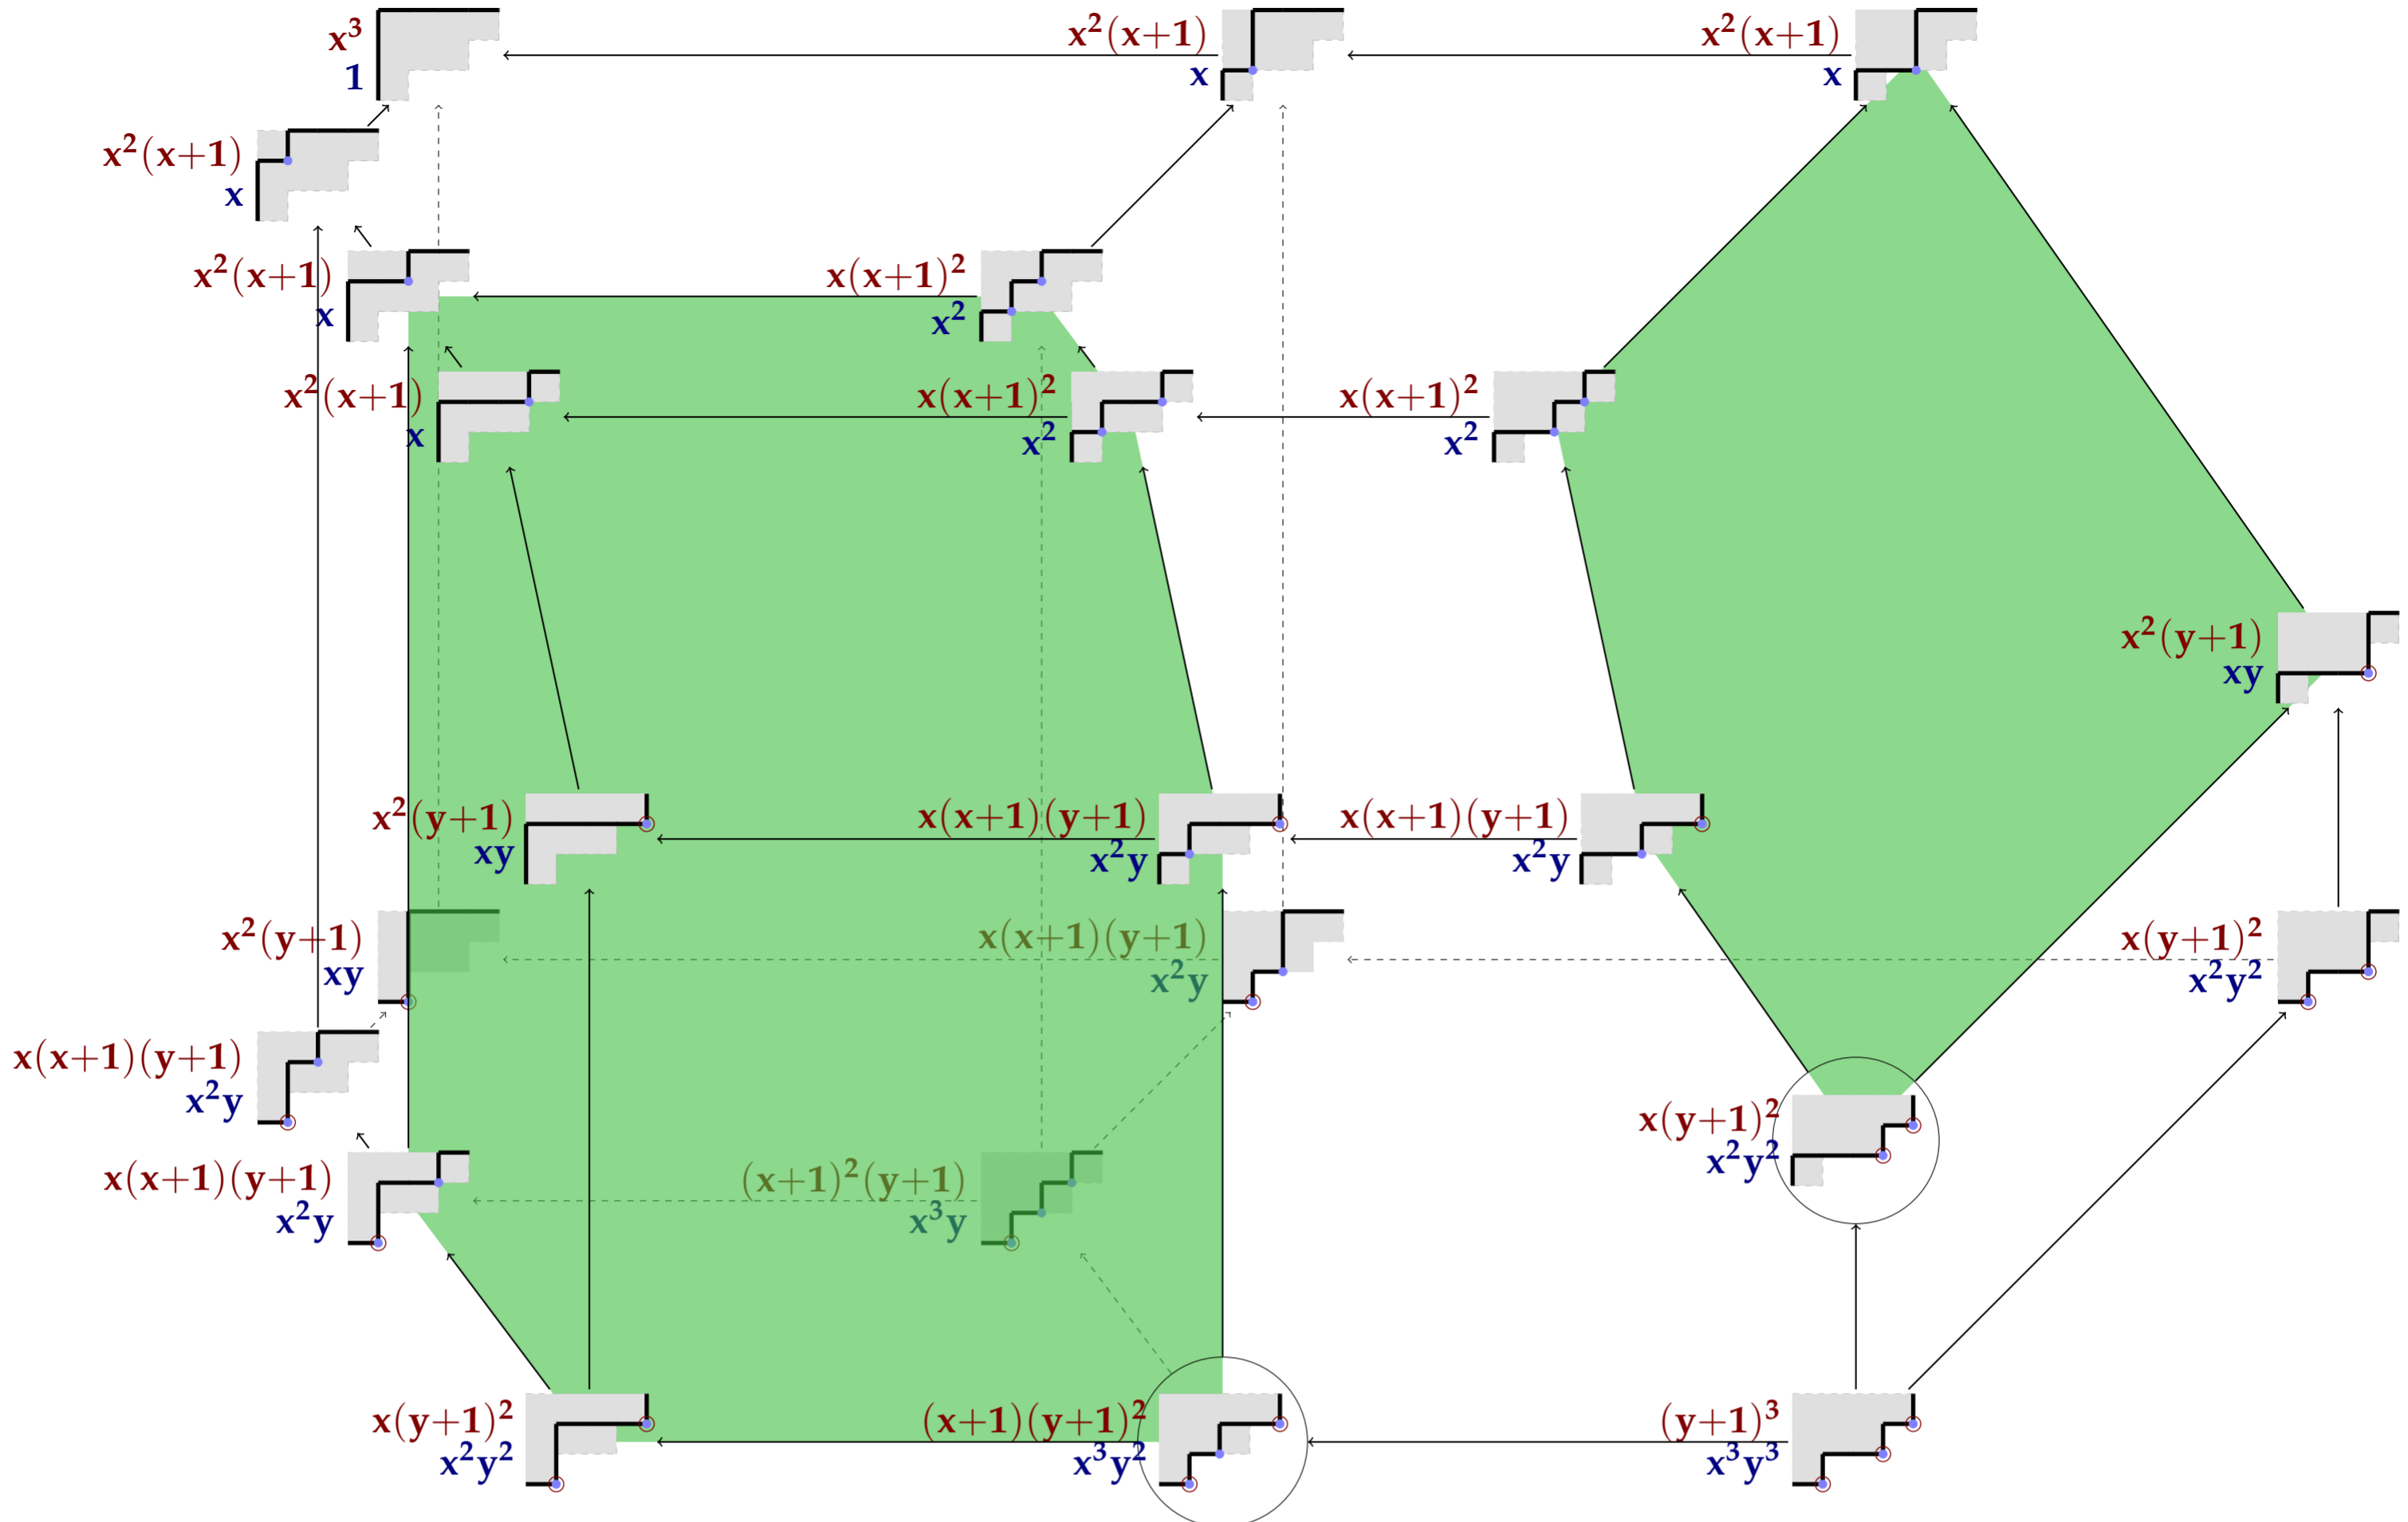 x³
1
x²(x+1)
x
x²(x+1)
x
x²(x+1)
x
x²(x+1)
x
x(x+1)²
x²
x²(x+1)
x
x(x+1)²
x²
x(x+1)²
x²
x²(y+1)
xy
x²(y+1)
xy
x(x+1)(y+1)
x²y
x(x+1)(y+1)
x²y
x²(y+1)
xy
x(x+1)(y+1)
x²y
x(y+1)²
x²y²
x(x+1)(y+1)
x²y
x(y+1)²
x²y²
x(x+1)(y+1)
x²y
(x+1)²(y+1)
x³y
x(y+1)²
x²y²
(x+1)(y+1)²
x³y²
(y+1)³
x³y³